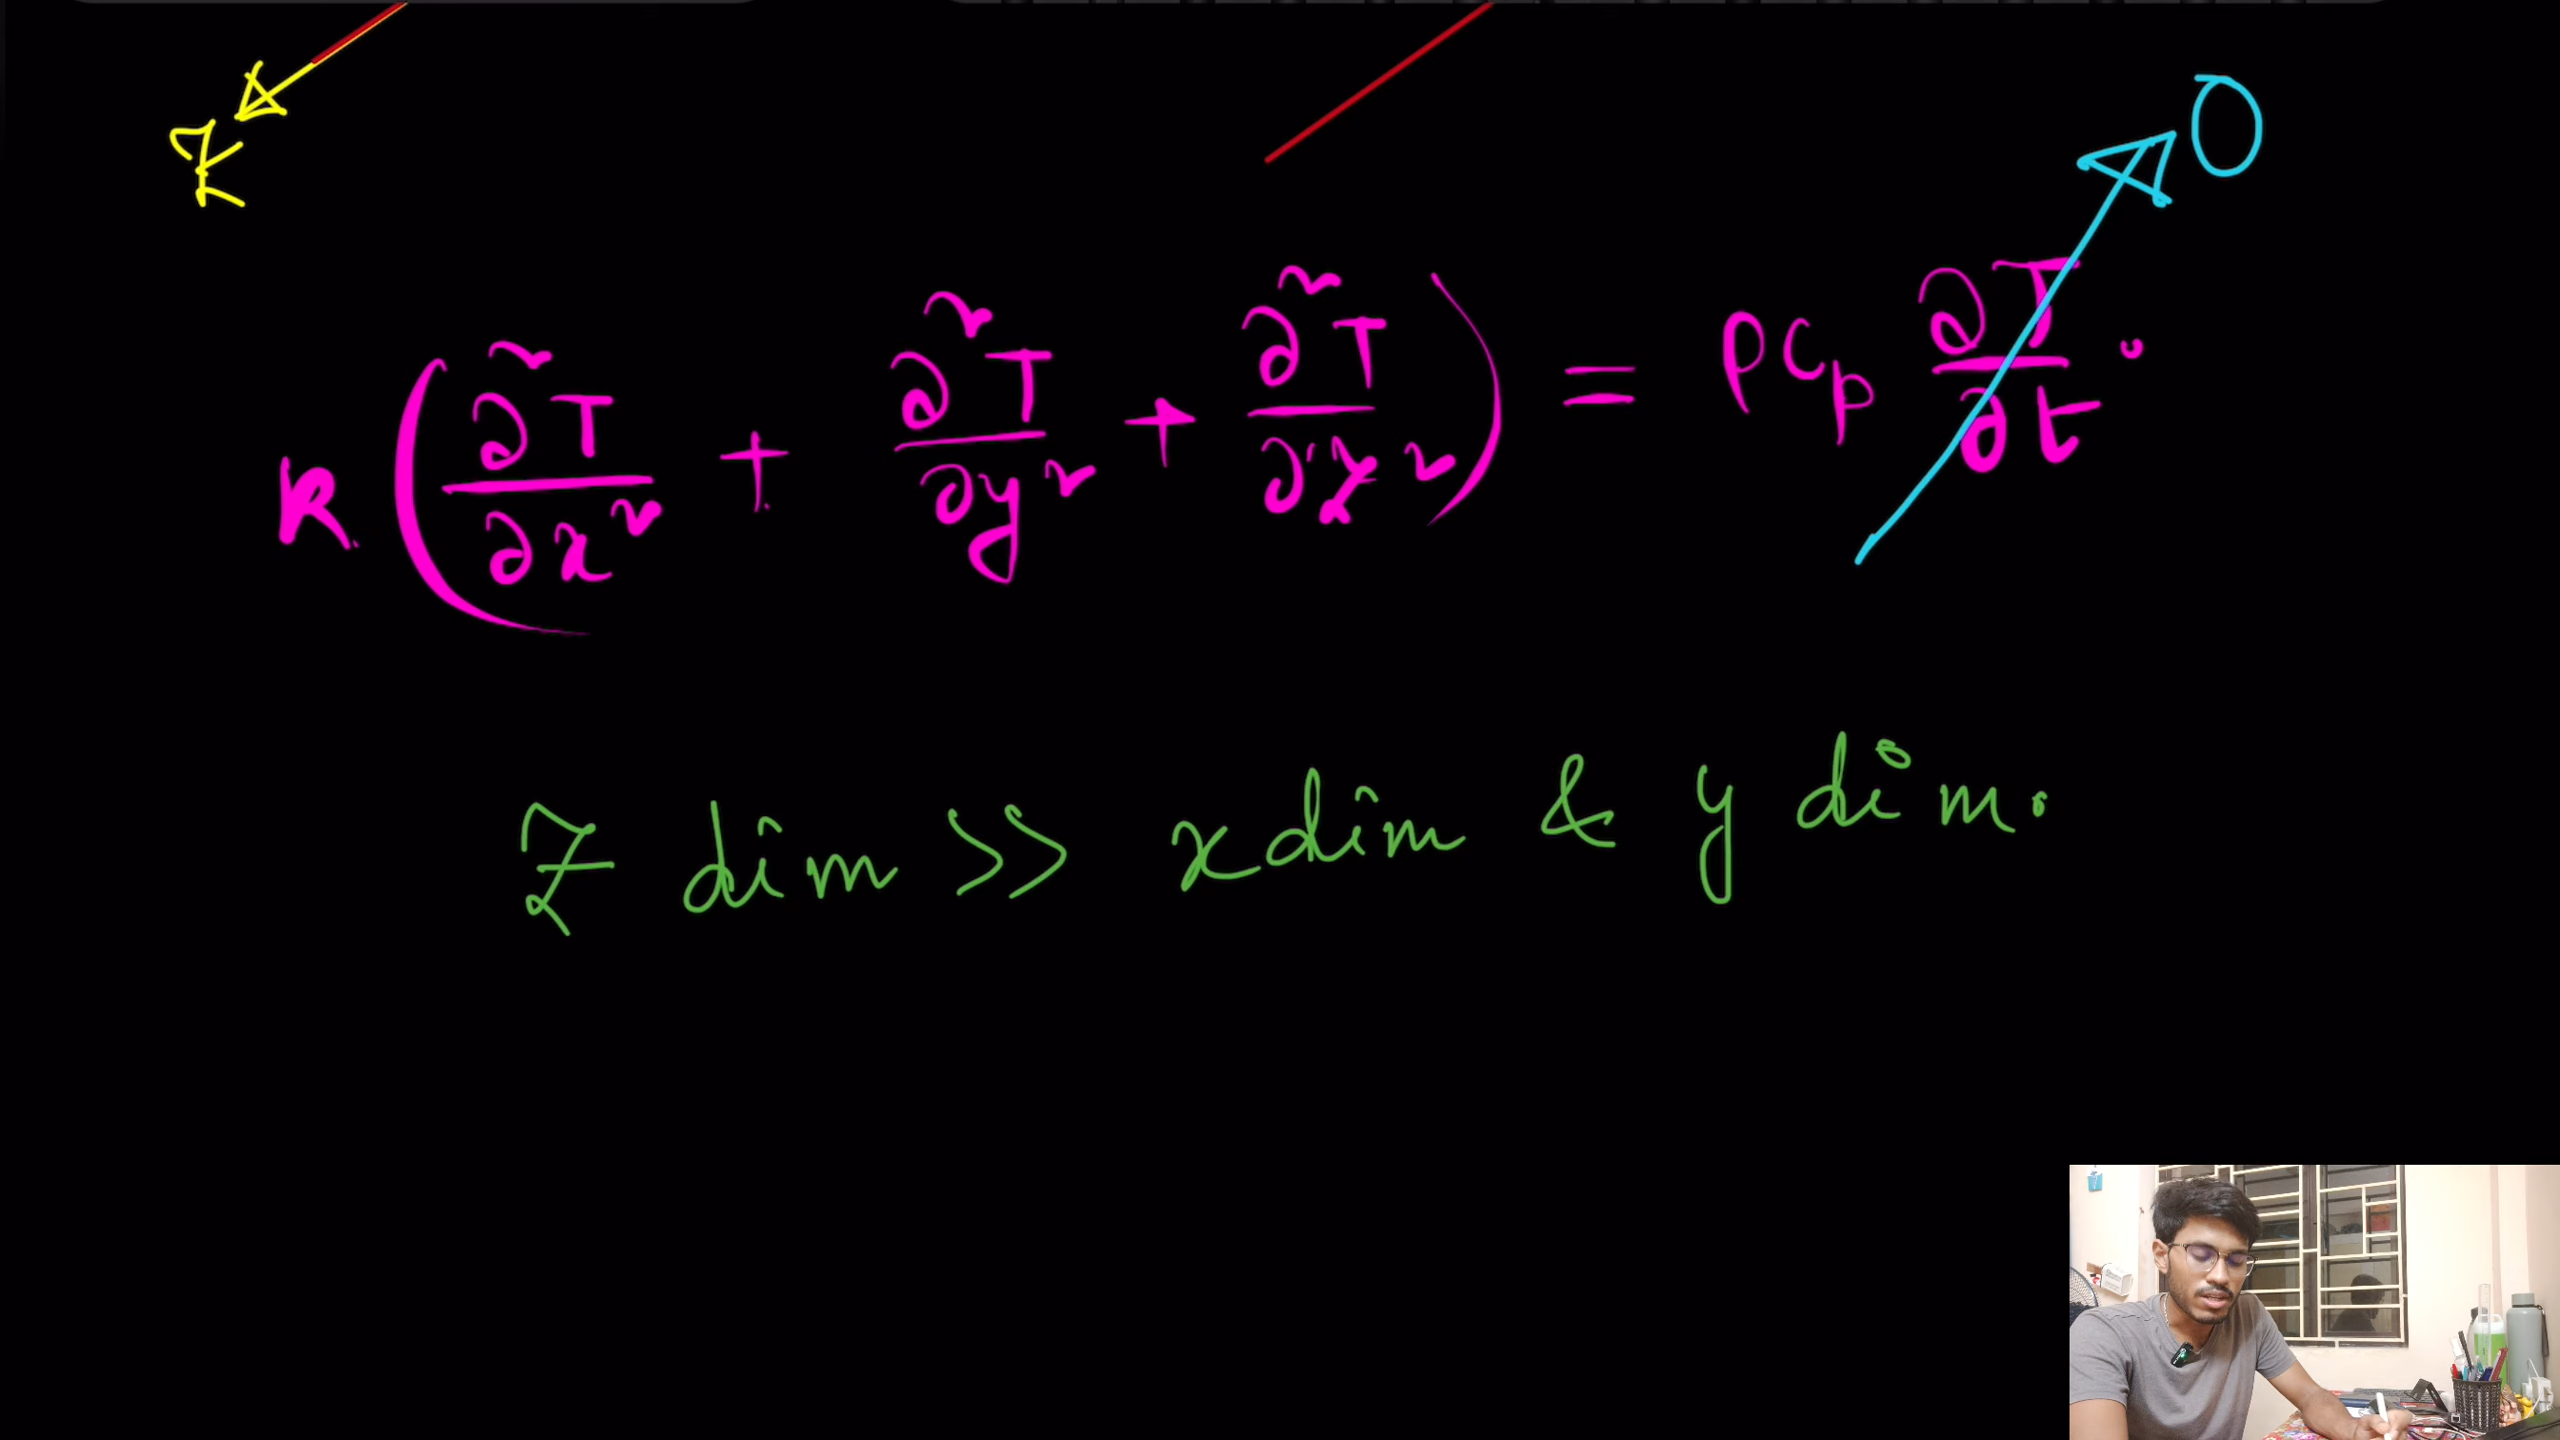 Z
0
k(∂²T/∂x² + ∂²T/∂y² + ∂²T/∂z²) = ρCp ∂T/∂t.
Z dim >> x dim & y dim.